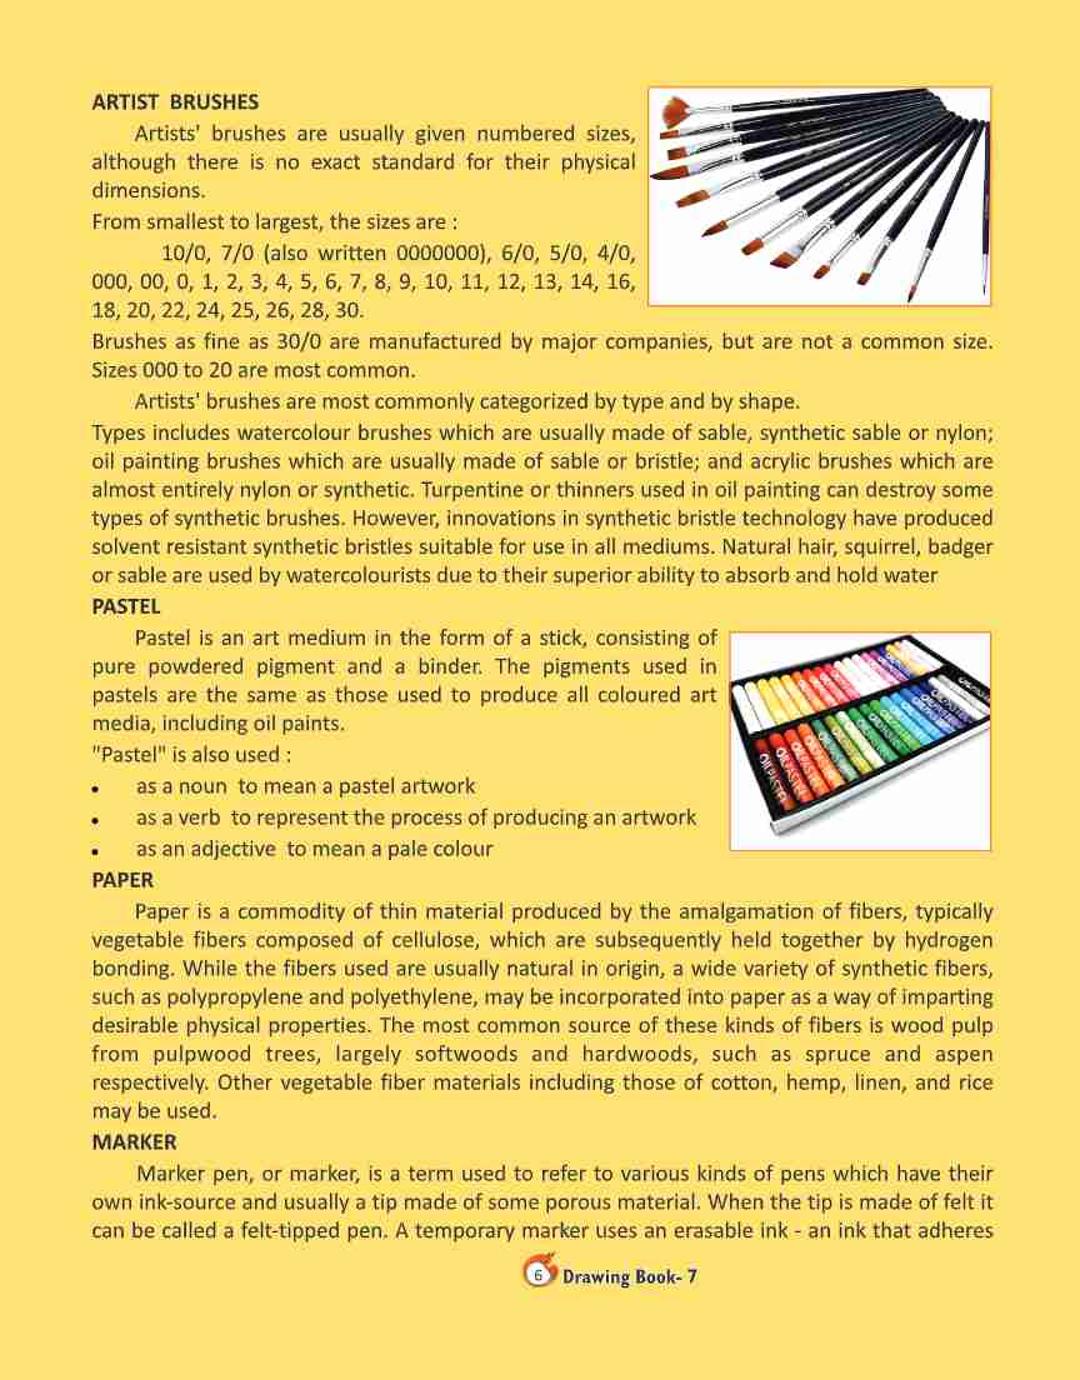 ARTIST BRUSHES
Artists' brushes are usually given numbered sizes,
although there is no exact standard for their physical
dimensions.
From smallest to largest, the sizes are :
10/0, 7/0 (also written 0000000), 6/0, 5/0, 4/0,
000, 00, 0, 1, 2, 3, 4, 5, 6, 7, 8, 9, 10, 11, 12, 13, 14, 16,
18, 20, 22, 24, 25, 26, 28, 30.
Brushes as fine as 30/0 are manufactured by major companies, but are not a common size.
Sizes 000 to 20 are most common.
Artists' brushes are most commonly categorized by type and by shape.
Types includes watercolour brushes which are usually made of sable, synthetic sable or nylon;
oil painting brushes which are usually made of sable or bristle; and acrylic brushes which are
almost entirely nylon or synthetic. Turpentine or thinners used in oil painting can destroy some
types of synthetic brushes. However, innovations in synthetic bristle technology have produced
solvent resistant synthetic bristles suitable for use in all mediums. Natural hair, squirrel, badger
or sable are used by watercolourists due to their superior ability to absorb and hold water
PASTEL
Pastel is an art medium in the form of a stick, consisting of
pure powdered pigment and a binder. The pigments used in
pastels are the same as those used to produce all coloured art
media, including oil paints.
"Pastel" is also used :
• as a noun to mean a pastel artwork
• as a verb to represent the process of producing an artwork
• as an adjective to mean a pale colour
OIL PASTEL
PAPER
Paper is a commodity of thin material produced by the amalgamation of fibers, typically
vegetable fibers composed of cellulose, which are subsequently held together by hydrogen
bonding. While the fibers used are usually natural in origin, a wide variety of synthetic fibers,
such as polypropylene and polyethylene, may be incorporated into paper as a way of imparting
desirable physical properties. The most common source of these kinds of fibers is wood pulp
from pulpwood trees, largely softwoods and hardwoods, such as spruce and aspen
respectively. Other vegetable fiber materials including those of cotton, hemp, linen, and rice
may be used.
MARKER
Marker pen, or marker, is a term used to refer to various kinds of pens which have their
own ink-source and usually a tip made of some porous material. When the tip is made of felt it
can be called a felt-tipped pen. A temporary marker uses an erasable ink - an ink that adheres
6 Drawing Book- 7